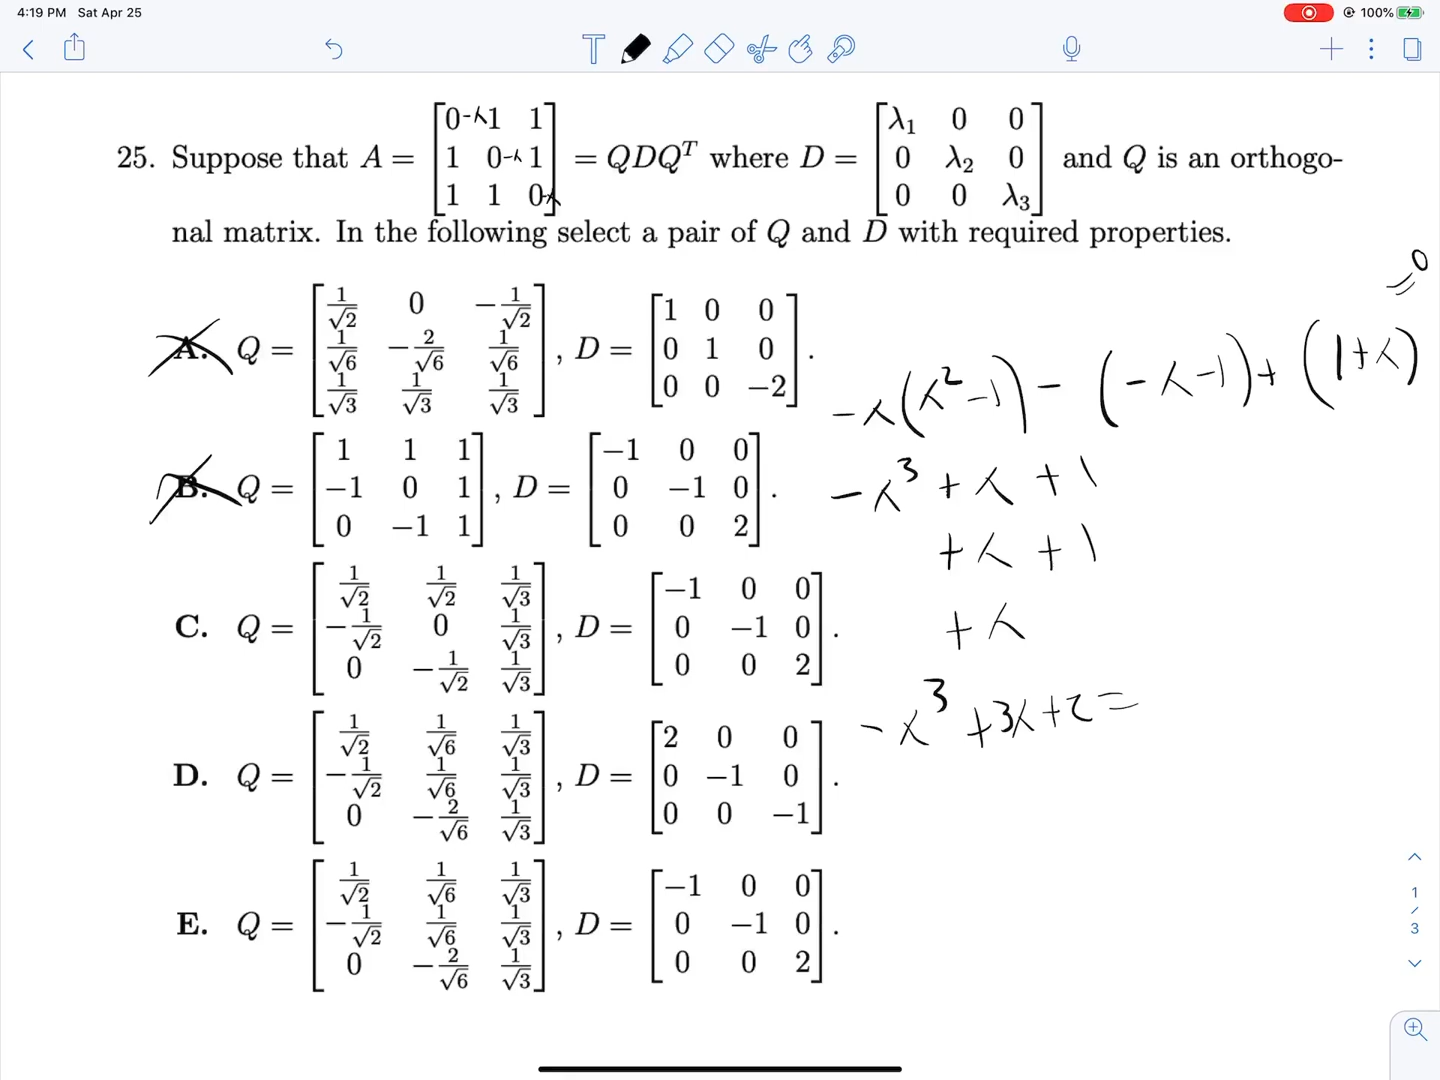 4:19 PM Sat Apr 25
100%
T
25. Suppose that A = [0-λ 1 1; 1 0-λ 1; 1 1 0-λ] = QDQ^T where D = [λ₁ 0 0; 0 λ₂ 0; 0 0 λ₃] and Q is an orthogo-
nal matrix. In the following select a pair of Q and D with required properties.
A. Q = [1/√2 0 -1/√2; 1/√6 -2/√6 1/√6; 1/√3 1/√3 1/√3], D = [1 0 0; 0 1 0; 0 0 -2].
-λ(λ²-1) - (-λ-1) + (1+λ) = 0
B. Q = [1 1 1; -1 0 1; 0 -1 1], D = [-1 0 0; 0 -1 0; 0 0 2].
-λ³ + λ + 1
+ λ + 1
C. Q = [1/√2 1/√2 1/√3; -1/√2 0 1/√3; 0 -1/√2 1/√3], D = [-1 0 0; 0 -1 0; 0 0 2].
+ λ
-λ³ + 3λ + 2 =
D. Q = [1/√2 1/√6 1/√3; -1/√2 1/√6 1/√3; 0 -2/√6 1/√3], D = [2 0 0; 0 -1 0; 0 0 -1].
E. Q = [1/√2 1/√6 1/√3; -1/√2 1/√6 1/√3; 0 -2/√6 1/√3], D = [-1 0 0; 0 -1 0; 0 0 2].
1
/
3